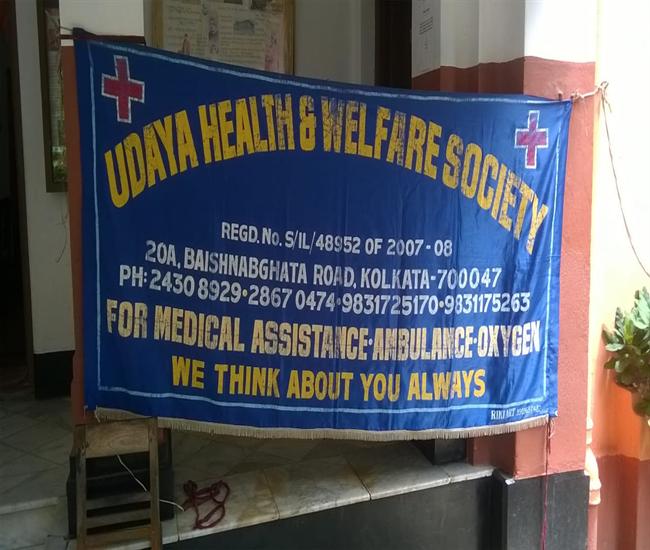 UDAYA HEALTH & WELFARE SOCIETY
REGD. No. S/IL/48952 OF 2007-08
20A, BAISHNABGHATA ROAD, KOLKATA-700047
PH: 2430 8929 · 2867 0474 · 9831725170 · 9831175263
FOR MEDICAL ASSISTANCE · AMBULANCE · OXYGEN
WE THINK ABOUT YOU ALWAYS